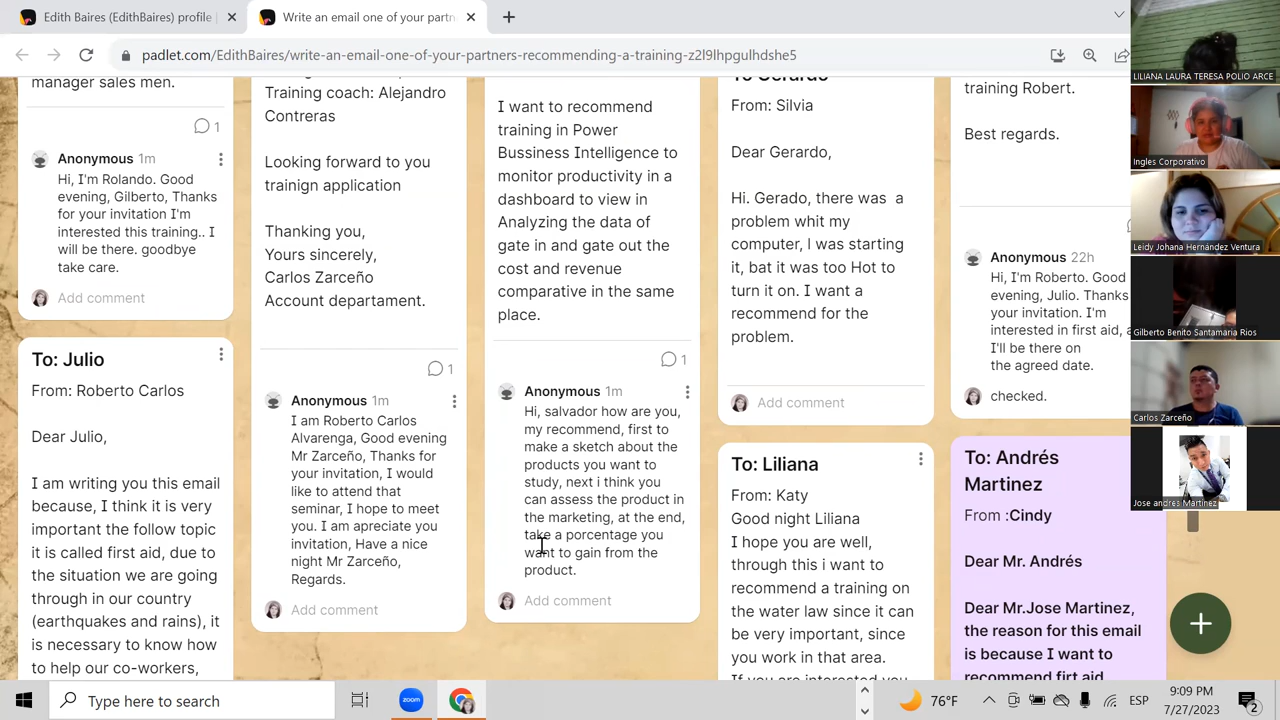 Edith Baires (EdithBaires) profile |
Write an email one of your partn
padlet.com/EdithBaires/write-an-email-one-of-your-partners-recommending-a-training-z2l9lhpgulhdshe5
manager sales men.
1
Anonymous 1m
Hi, I'm Rolando. Good
evening, Gilberto, Thanks
for your invitation I'm
interested this training.. I
will be there. goodbye
take care.
Add comment
To: Julio
From: Roberto Carlos
Dear Julio,
I am writing you this email
because, I think it is very
important the follow topic
it is called first aid, due to
the situation we are going
through in our country
(earthquakes and rains), it
is necessary to know how
to help our co-workers,
Training coach: Alejandro
Contreras
Looking forward to you
trainign application
Thanking you,
Yours sincerely,
Carlos Zarceño
Account departament.
1
Anonymous 1m
I am Roberto Carlos
Alvarenga, Good evening
Mr Zarceño, Thanks for
your invitation, I would
like to attend that
seminar, I hope to meet
you. I am apreciate you
invitation, Have a nice
night Mr Zarceño,
Regards.
Add comment
I want to recommend
training in Power
Bussiness Intelligence to
monitor productivity in a
dashboard to view in
Analyzing the data of
gate in and gate out the
cost and revenue
comparative in the same
place.
1
Anonymous 1m
Hi, salvador how are you,
my recommend, first to
make a sketch about the
products you want to
study, next i think you
can assess the product in
the marketing, at the end,
take a porcentage you
want to gain from the
product.
Add comment
To Gerardo
From: Silvia
Dear Gerardo,
Hi. Gerado, there was a
problem whit my
computer, I was starting
it, bat it was too Hot to
turn it on. I want a
recommend for the
problem.
Add comment
To: Liliana
From: Katy
Good night Liliana
I hope you are well,
through this i want to
recommend a training on
the water law since it can
be very important, since
you work in that area.
If you are interested you
training Robert.
Best regards.
Anonymous 22h
Hi, I'm Roberto. Good
evening, Julio. Thanks
your invitation. I'm
interested in first aid,
I'll be there on
the agreed date.
checked.
To: Andrés
Martinez
From :Cindy
Dear Mr. Andrés
Dear Mr.Jose Martinez,
the reason for this email
is because I want to
recommend firt aid
LILIANA LAURA TERESA POLIO ARCE
Ingles Corporativo
Leidy Johana Hernández Ventura
Gilberto Benito Santamaria Rios
Carlos Zarceño
Jose andres Martinez
Type here to search
zoom
76°F
ESP
9:09 PM
7/27/2023
2